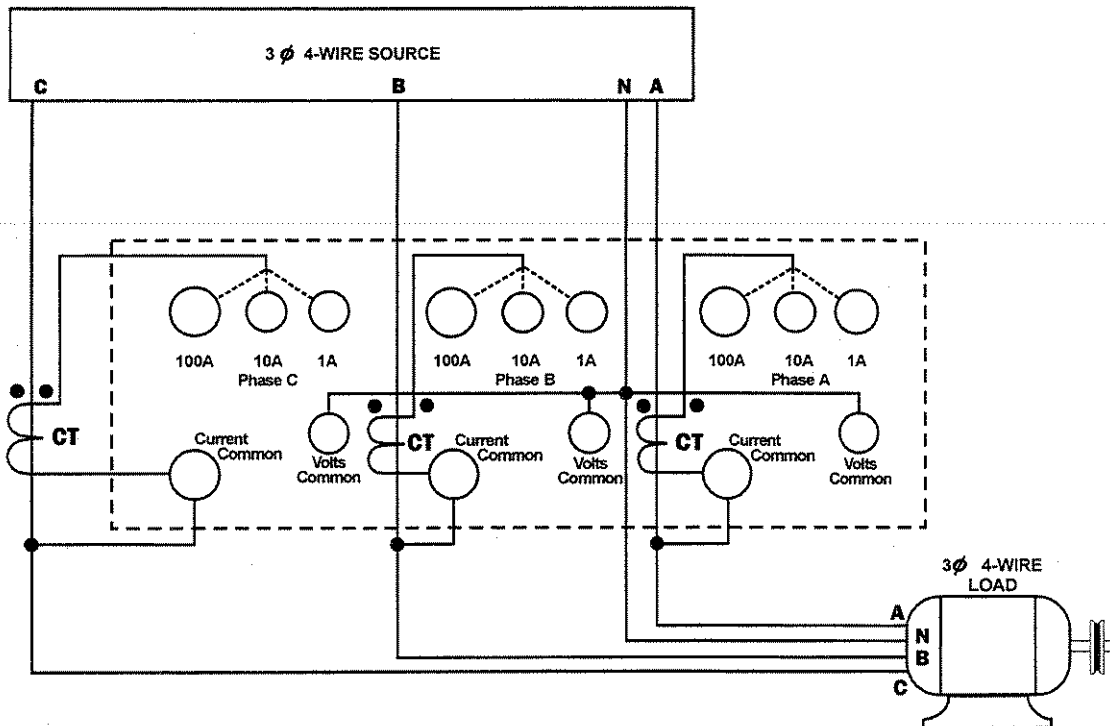 3 ϕ 4-WIRE SOURCE
C B N A
100A 10A 1A
Phase C
100A 10A 1A
Phase B
100A 10A 1A
Phase A
CT
Current
Common
Volts
Common
CT
Current
Common
Volts
Common
CT
Current
Common
Volts
Common
3ϕ 4-WIRE
LOAD
A
N
B
C